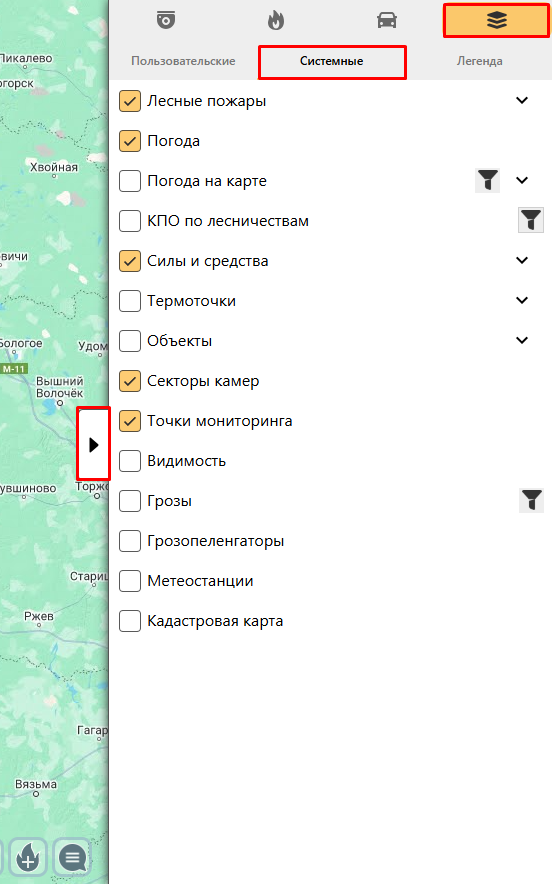 Пользовательские
Системные
Легенда
Лесные пожары
Погода
Погода на карте
КПО по лесничествам
Силы и средства
Термоточки
Объекты
Секторы камер
Точки мониторинга
Видимость
Грозы
Грозопеленгаторы
Метеостанции
Кадастровая карта
Пикалево
огорск
Хвойная
вичи
Бологое
Удом
М-11
Вышний
Волочёк
увшиново
Торжо
Стариц
Ржев
Гагар
Вязьма